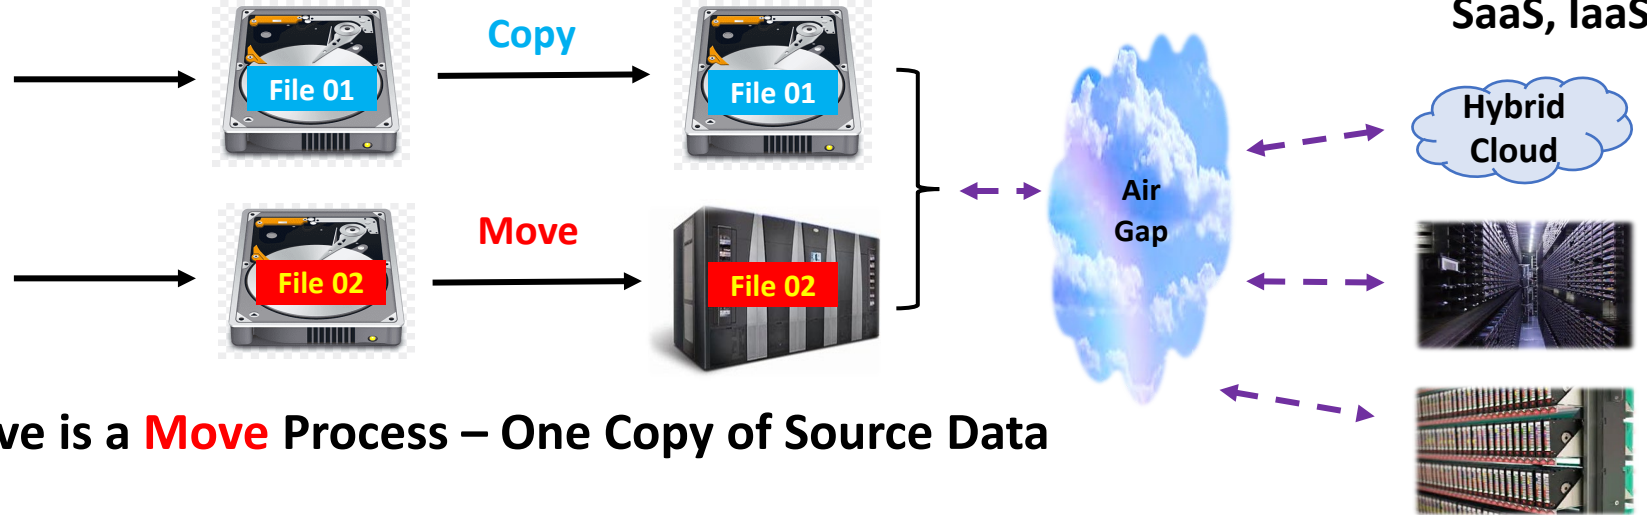 SaaS, IaaS
Copy
File 01
File 01
Hybrid
Cloud
Air
Gap
Move
File 02
File 02
ve is a Move Process – One Copy of Source Data